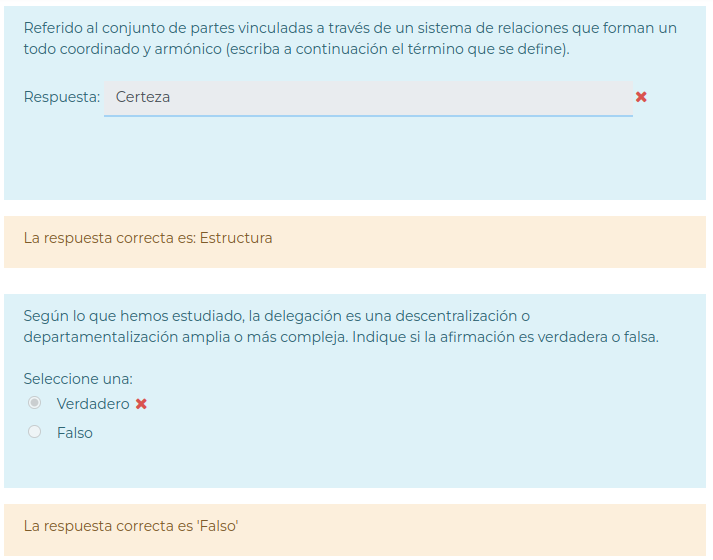 Referido al conjunto de partes vinculadas a través de un sistema de relaciones que forman un
todo coordinado y armónico (escriba a continuación el término que se define).
Respuesta: Certeza
La respuesta correcta es: Estructura
Según lo que hemos estudiado, la delegación es una descentralización o
departamentalización amplia o más compleja. Indique si la afirmación es verdadera o falsa.
Seleccione una:
Verdadero
Falso
La respuesta correcta es 'Falso'